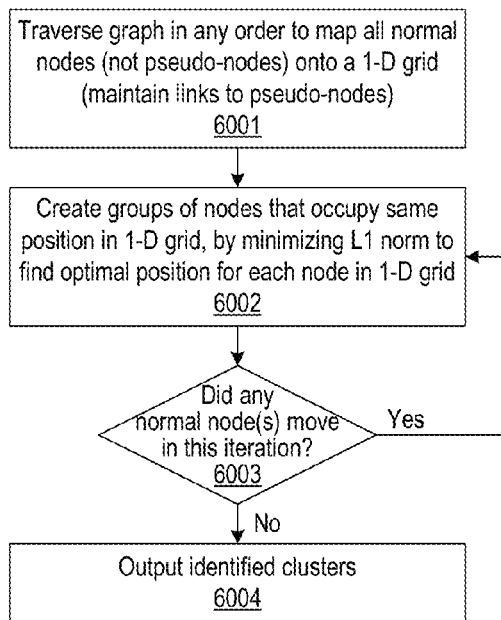 Traverse graph in any order to map all normal
nodes (not pseudo-nodes) onto a 1-D grid
(maintain links to pseudo-nodes)
6001
Create groups of nodes that occupy same
position in 1-D grid, by minimizing L1 norm to
find optimal position for each node in 1-D grid
6002
Did any
normal node(s) move
in this iteration?
6003
Yes
No
Output identified clusters
6004